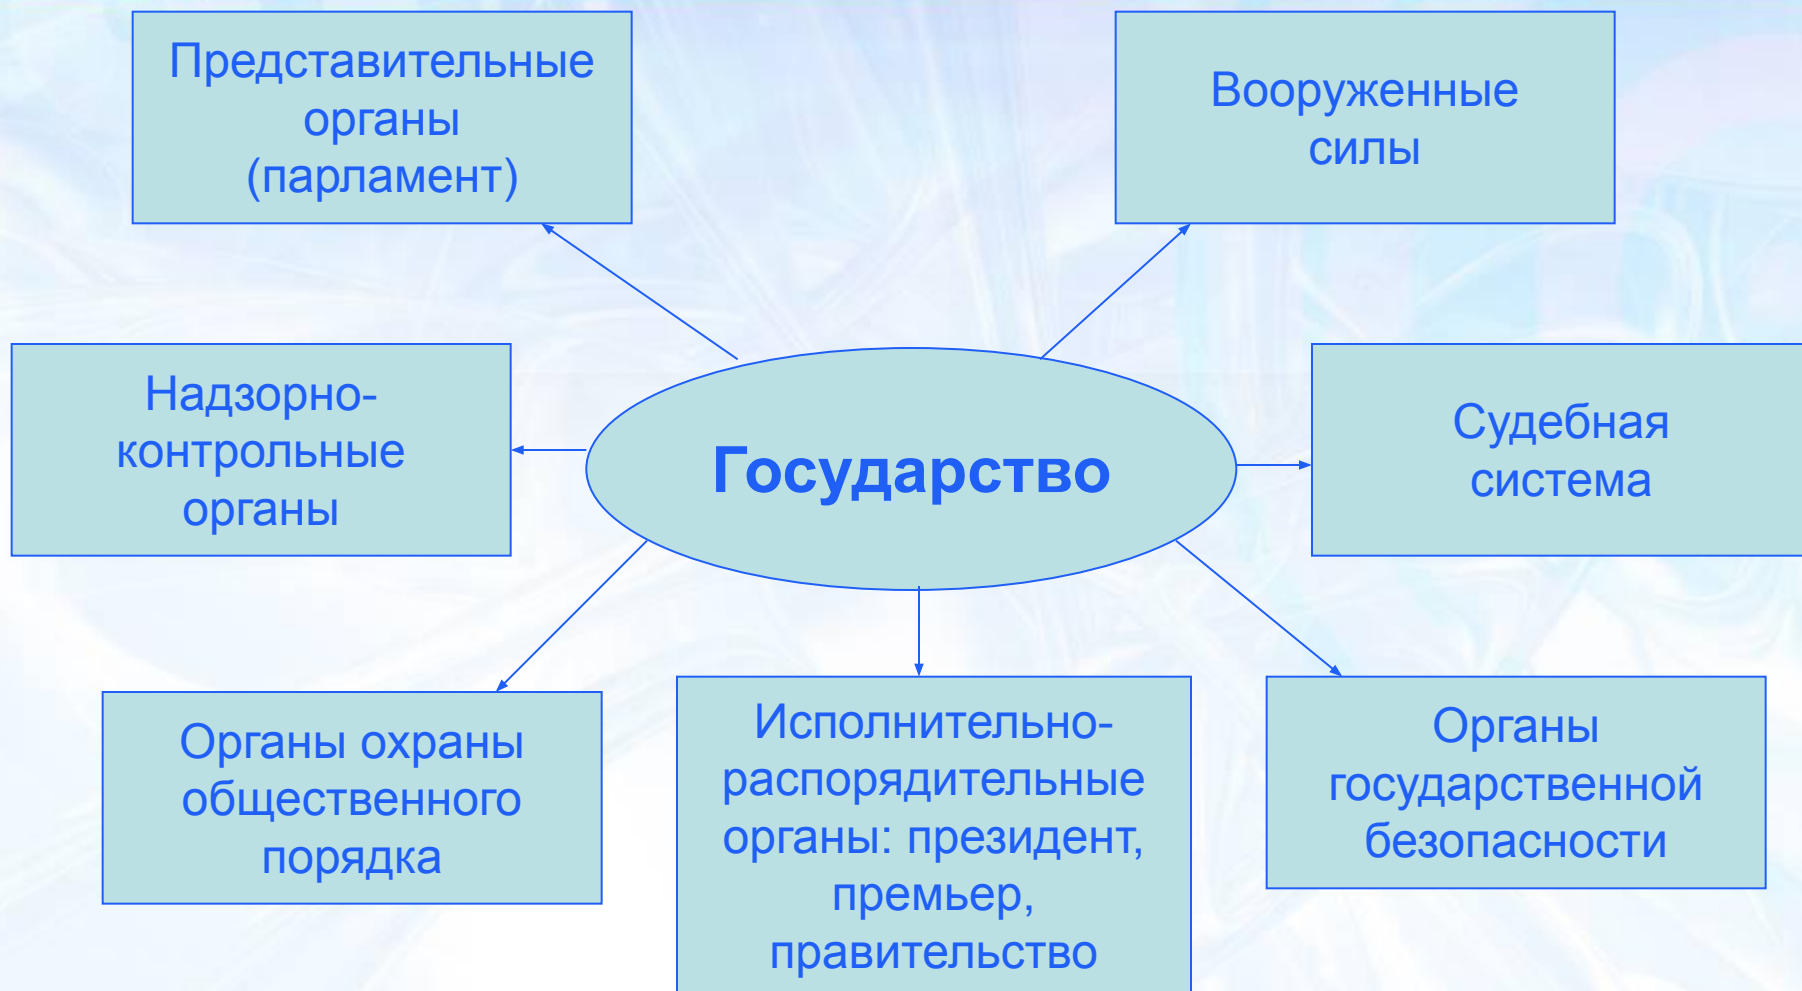 Представительные
органы
(парламент)
Вооруженные
силы
Надзорно-
контрольные
органы
Государство
Судебная
система
Органы охраны
общественного
порядка
Исполнительно-
распорядительные
органы: президент,
премьер,
правительство
Органы
государственной
безопасности